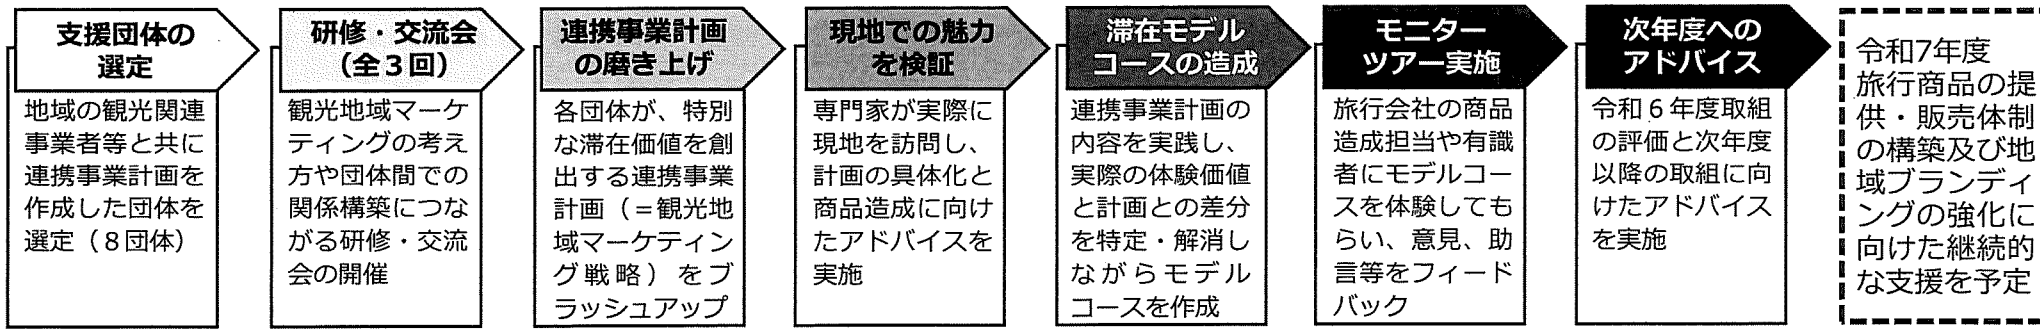 支援団体の
選定
地域の観光関連
事業者等と共に
連携事業計画を
作成した団体を
選定（８団体）
研修・交流会
（全３回）
観光地域マーケ
ティングの考え
方や団体間での
関係構築につな
がる研修・交流
会の開催
連携事業計画
の磨き上げ
各団体が、特別
な滞在価値を創
出する連携事業
計画（＝観光地
域マーケティン
グ戦略）をブ
ラッシュアップ
現地での魅力
を検証
専門家が実際に
現地を訪問し、
計画の具体化と
商品造成に向け
たアドバイスを
実施
滞在モデル
コースの造成
連携事業計画の
内容を実践し、
実際の体験価値
と計画との差分
を特定・解消し
ながらモデル
コースを作成
モニター
ツアー実施
旅行会社の商品
造成担当や有識
者にモデルコー
スを体験しても
らい、意見、助
言等をフィード
バック
次年度への
アドバイス
令和６年度取組
の評価と次年度
以降の取組に向
けたアドバイス
を実施
令和7年度
旅行商品の提
供・販売体制
の構築及び地
域ブランディ
ングの強化に
向けた継続的
な支援を予定